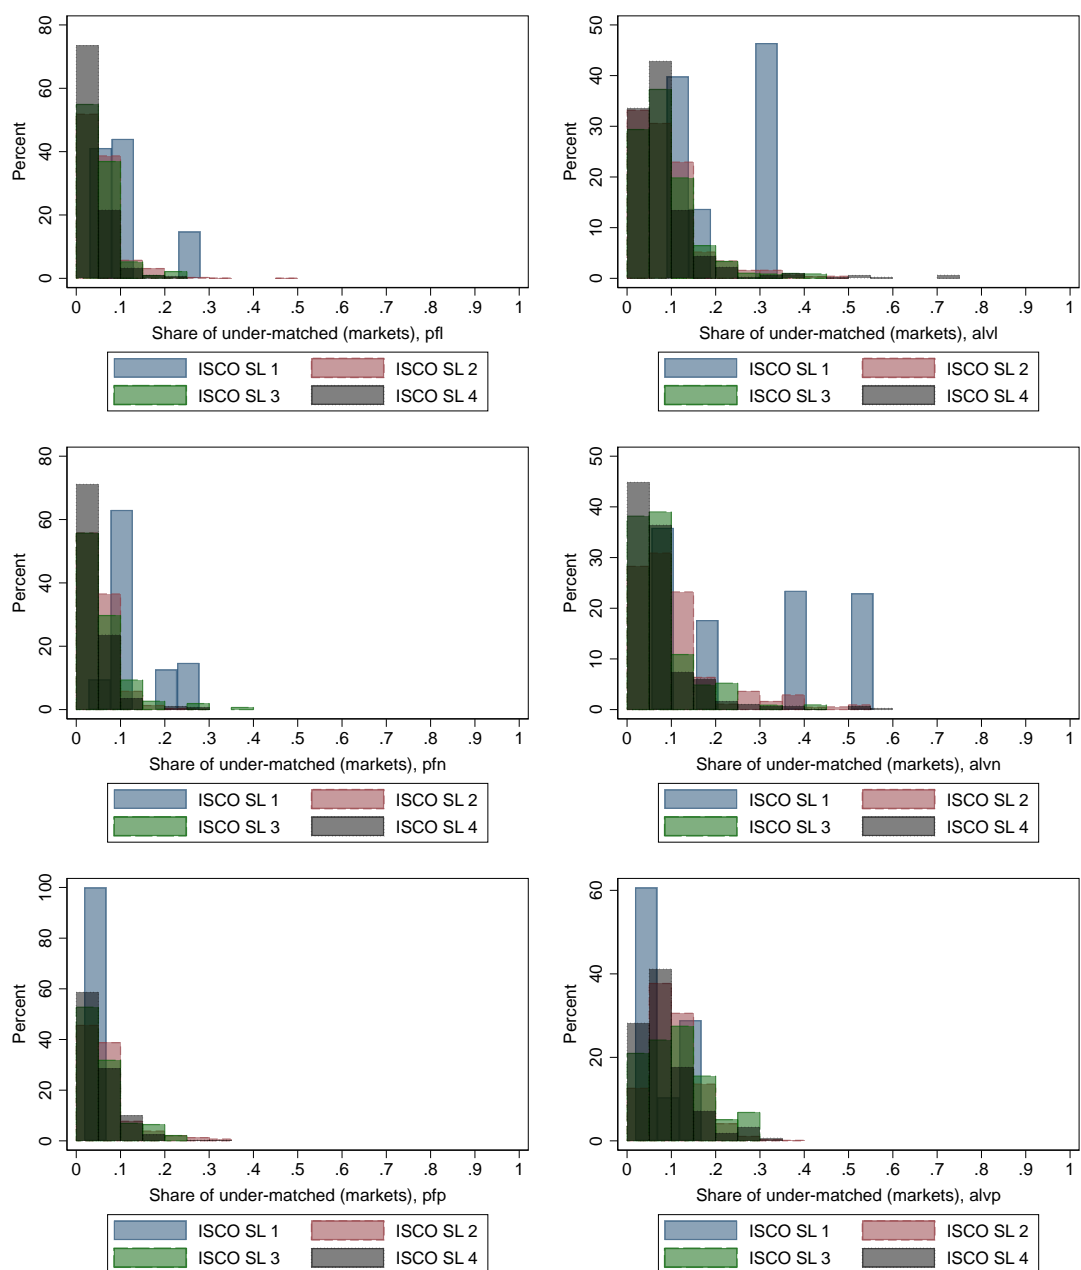 Percent
80
60
40
20
0
0 .1 .2 .3 .4 .5 .6 .7 .8 .9 1
Share of under-matched (markets), pfl
ISCO SL 1 ISCO SL 2
ISCO SL 3 ISCO SL 4
Percent
50
40
30
20
10
0
0 .1 .2 .3 .4 .5 .6 .7 .8 .9 1
Share of under-matched (markets), alvl
ISCO SL 1 ISCO SL 2
ISCO SL 3 ISCO SL 4
Percent
80
60
40
20
0
0 .1 .2 .3 .4 .5 .6 .7 .8 .9 1
Share of under-matched (markets), pfn
ISCO SL 1 ISCO SL 2
ISCO SL 3 ISCO SL 4
Percent
50
40
30
20
10
0
0 .1 .2 .3 .4 .5 .6 .7 .8 .9 1
Share of under-matched (markets), alvn
ISCO SL 1 ISCO SL 2
ISCO SL 3 ISCO SL 4
Percent
100
80
60
40
20
0
0 .1 .2 .3 .4 .5 .6 .7 .8 .9 1
Share of under-matched (markets), pfp
ISCO SL 1 ISCO SL 2
ISCO SL 3 ISCO SL 4
Percent
60
40
20
0
0 .1 .2 .3 .4 .5 .6 .7 .8 .9 1
Share of under-matched (markets), alvp
ISCO SL 1 ISCO SL 2
ISCO SL 3 ISCO SL 4